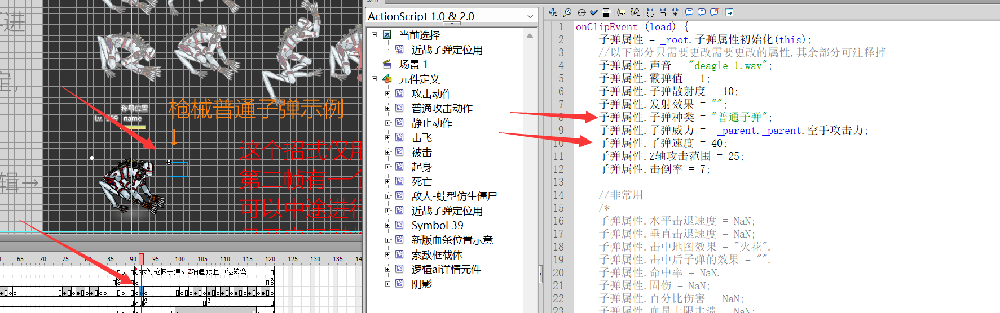 进
定,
辑→
称号位置
Lv. 999 name
枪械普通子弹示例
↓
这个招式仅用
第二帧有一个
可以中途进行
65 70 75 80 85 90 95 100 105 110 115 120 125 130 135 14
示例枪械子弹、Z轴追踪且中途转弯
ActionScript 1.0 & 2.0
当前选择
近战子弹定位用
场景 1
元件定义
攻击动作
普通攻击动作
静止动作
击飞
被击
起身
死亡
敌人-蛙型仿生僵尸
近战子弹定位用
Symbol 39
新版血条位置示意
索敌框载体
逻辑ai详情元件
阴影
1 onClipEvent (load) {
2 子弹属性 = _root.子弹属性初始化(this);
3 //以下部分只需要更改需要更改的属性,其余部分可注释掉
4 子弹属性.声音 = "deagle-1.wav";
5 子弹属性.霰弹值 = 1;
6 子弹属性.子弹散射度 = 10;
7 子弹属性.发射效果 = "";
8 子弹属性.子弹种类 = "普通子弹";
9 子弹属性.子弹威力 = _parent._parent.空手攻击力;
10 子弹属性.子弹速度 = 40;
11 子弹属性.Z轴攻击范围 = 25;
12 子弹属性.击倒率 = 7;
13
14 //非常用
15 /*
16 子弹属性.水平击退速度 = NaN;
17 子弹属性.垂直击退速度 = NaN;
18 子弹属性.击中地图效果 = "火花".
19 子弹属性.击中后子弹的效果 = "".
20 子弹属性.命中率 = NaN.
21 子弹属性.固伤 = NaN;
22 子弹属性.百分比伤害 = NaN;
23 子弹属性.血量上限击溃 = NaN;